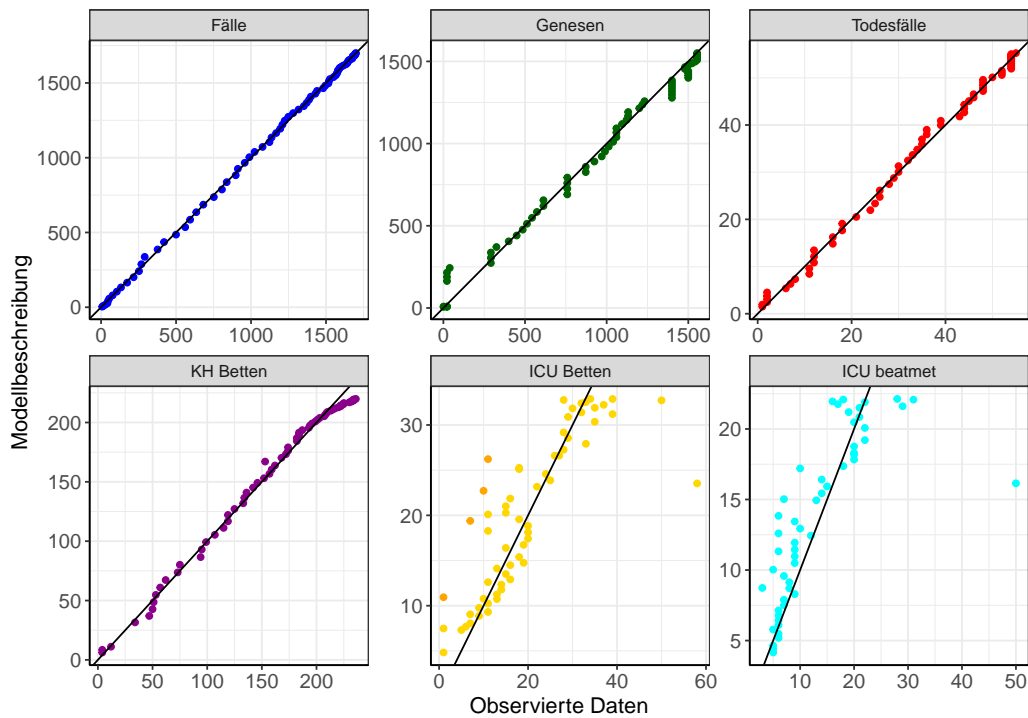 Fälle
Genesen
Todesfälle
1500
1000
500
0
0 500 1000 1500
1500
1000
500
0
0 500 1000 1500
40
20
0
0 20 40
Modellbeschreibung
KH Betten
ICU Betten
ICU beatmet
200
150
100
50
0
0 50 100 150 200
30
20
10
0 20 40 60
20
15
10
5
10 20 30 40 50
Observierte Daten